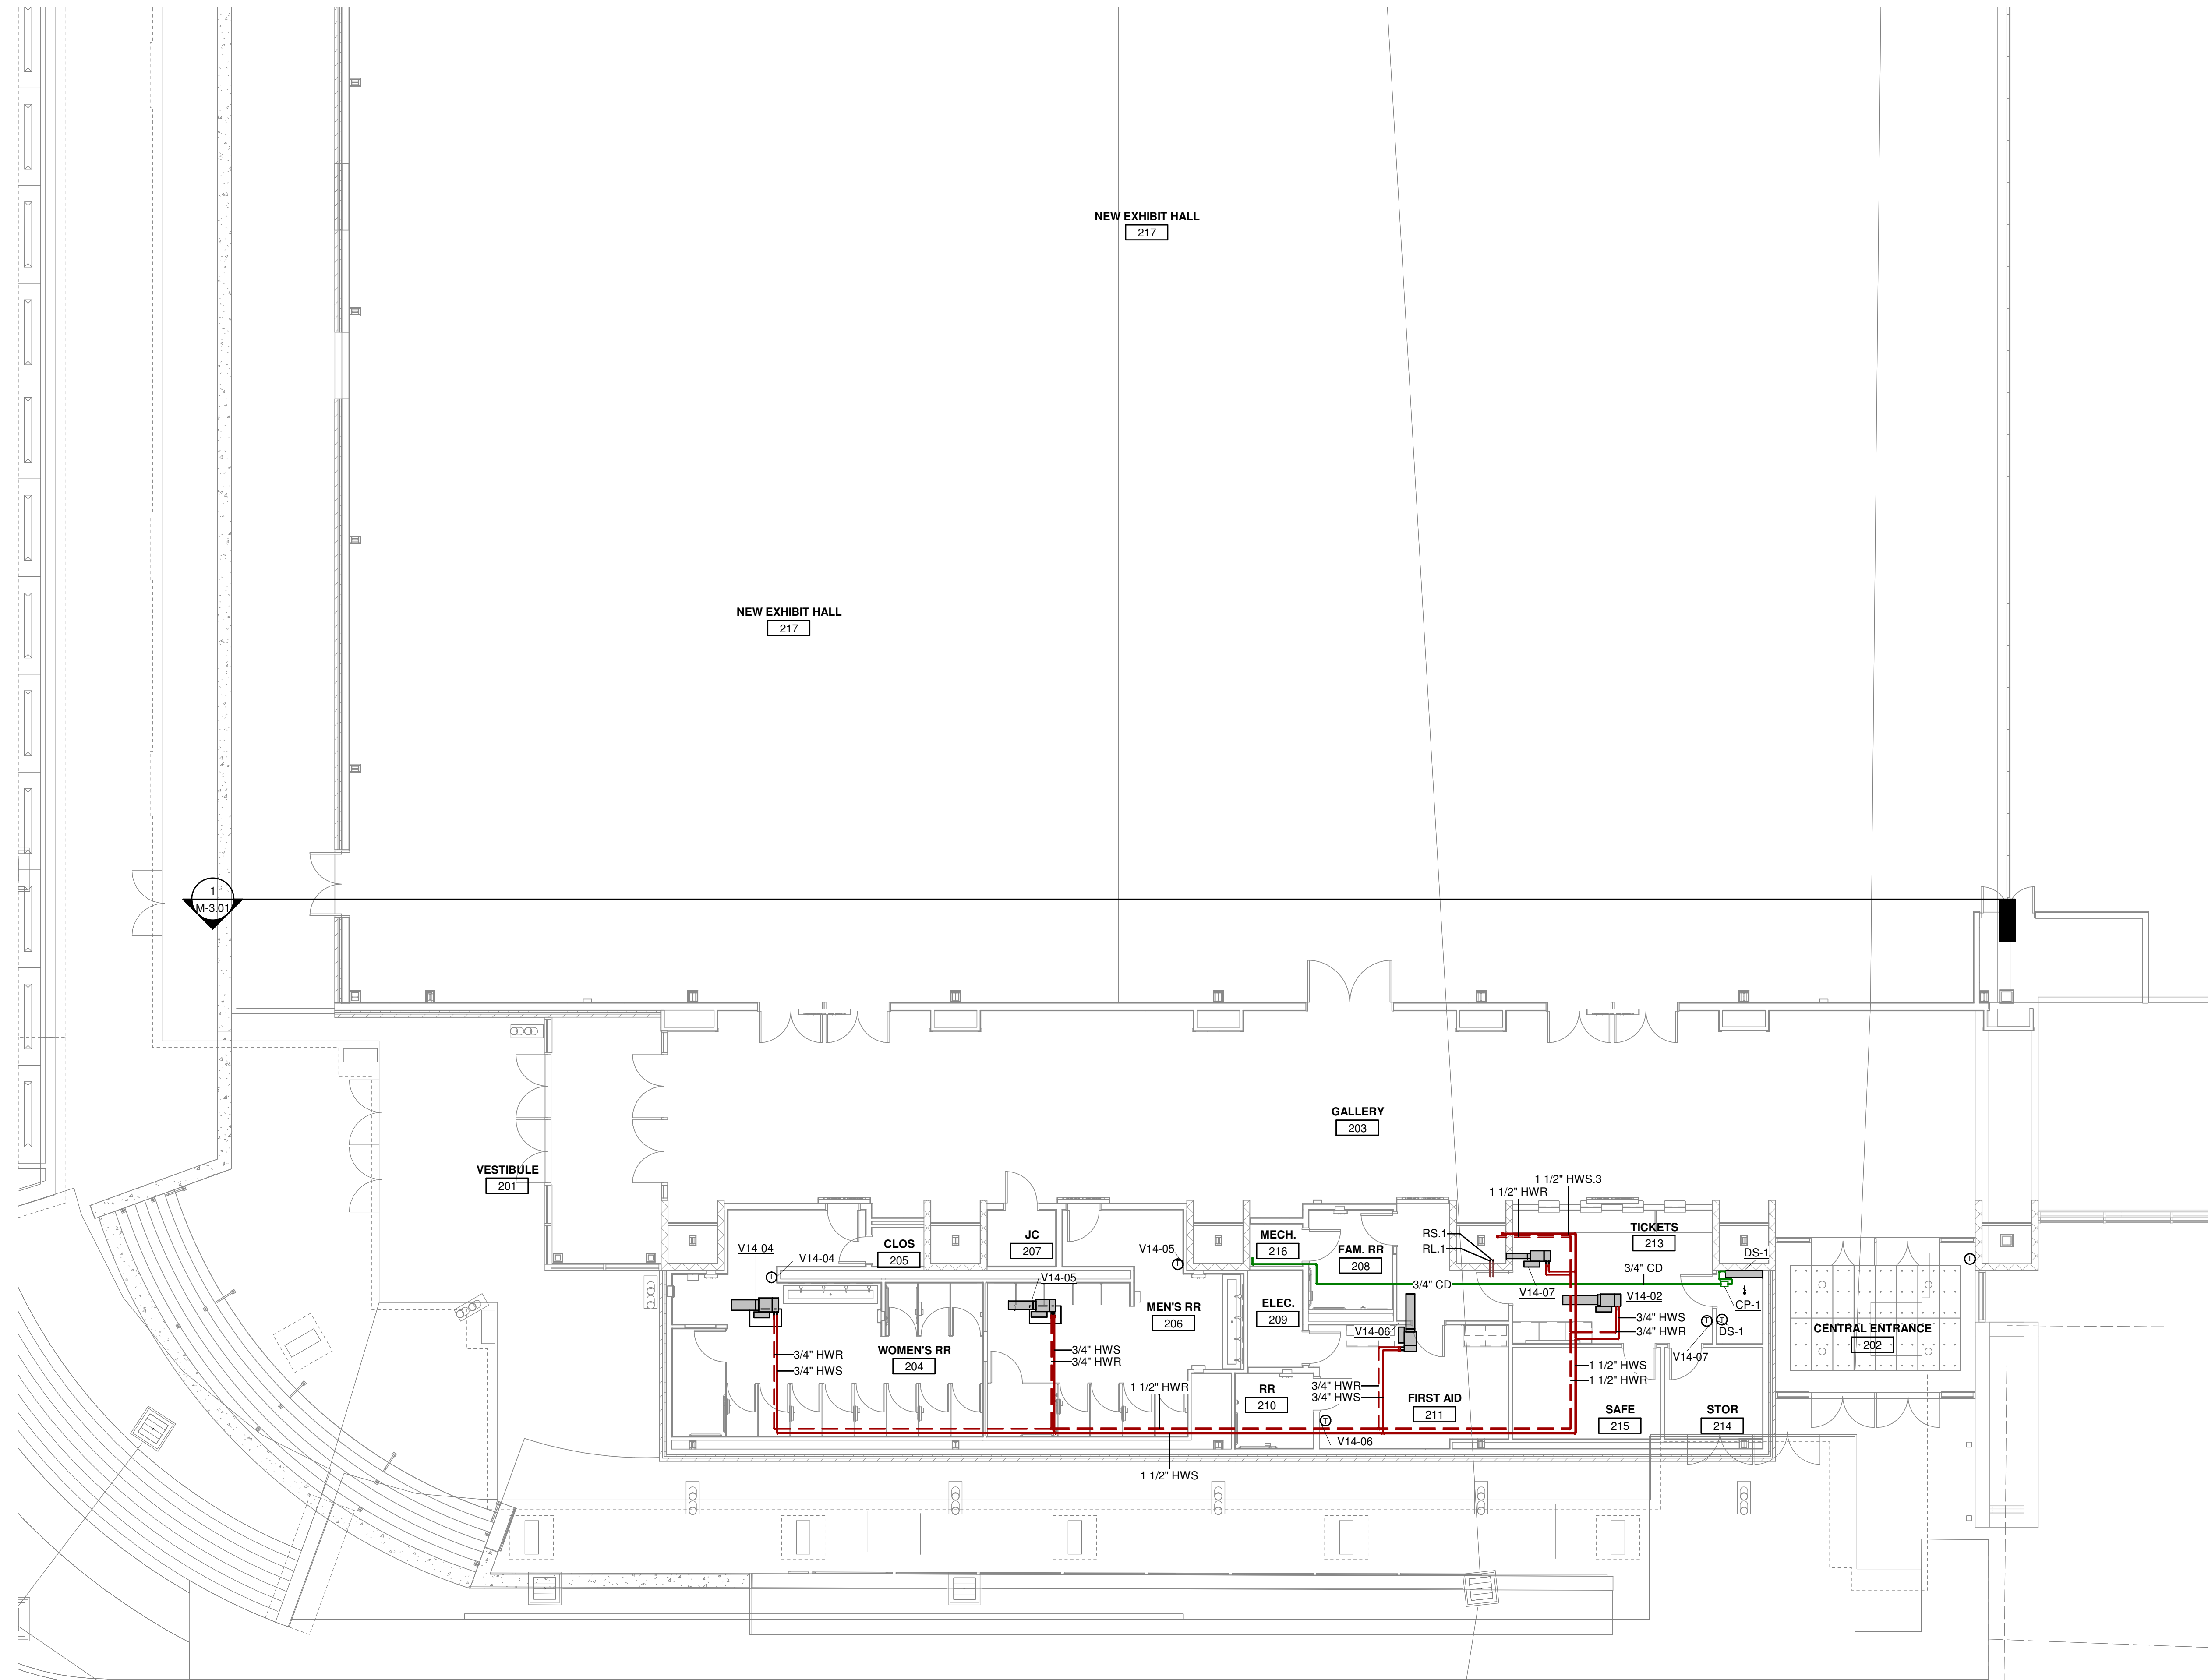 NEW EXHIBIT HALL
217
NEW EXHIBIT HALL
217
1
M-3.01
GALLERY
203
VESTIBULE
201
1 1/2" HWS.3
1 1/2" HWR
TICKETS
213
RS.1
RL.1
MECH.
216
FAM. RR
208
JC
207
CLOS
205
V14-04
V14-04
T
V14-05
T
V14-05
DS-1
3/4" CD
3/4" CD
V14-07
V14-02
CP-1
T
MEN'S RR
206
ELEC.
209
V14-06
3/4" HWS
3/4" HWR
T
T
DS-1
V14-07
CENTRAL ENTRANCE
202
WOMEN'S RR
204
3/4" HWR
3/4" HWS
3/4" HWS
3/4" HWR
1 1/2" HWS
1 1/2" HWR
1 1/2" HWR
RR
210
3/4" HWR
3/4" HWS
FIRST AID
211
SAFE
215
STOR
214
T
V14-06
1 1/2" HWS